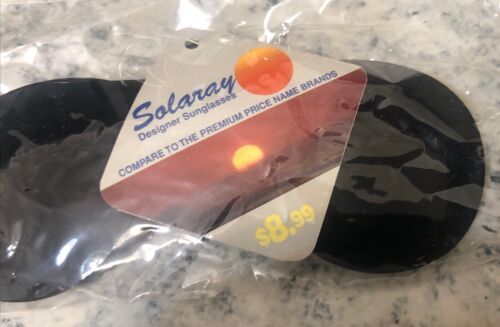 Solaray
Designer Sunglasses
COMPARE TO THE PREMIUM PRICE NAME BRANDS
$8.99